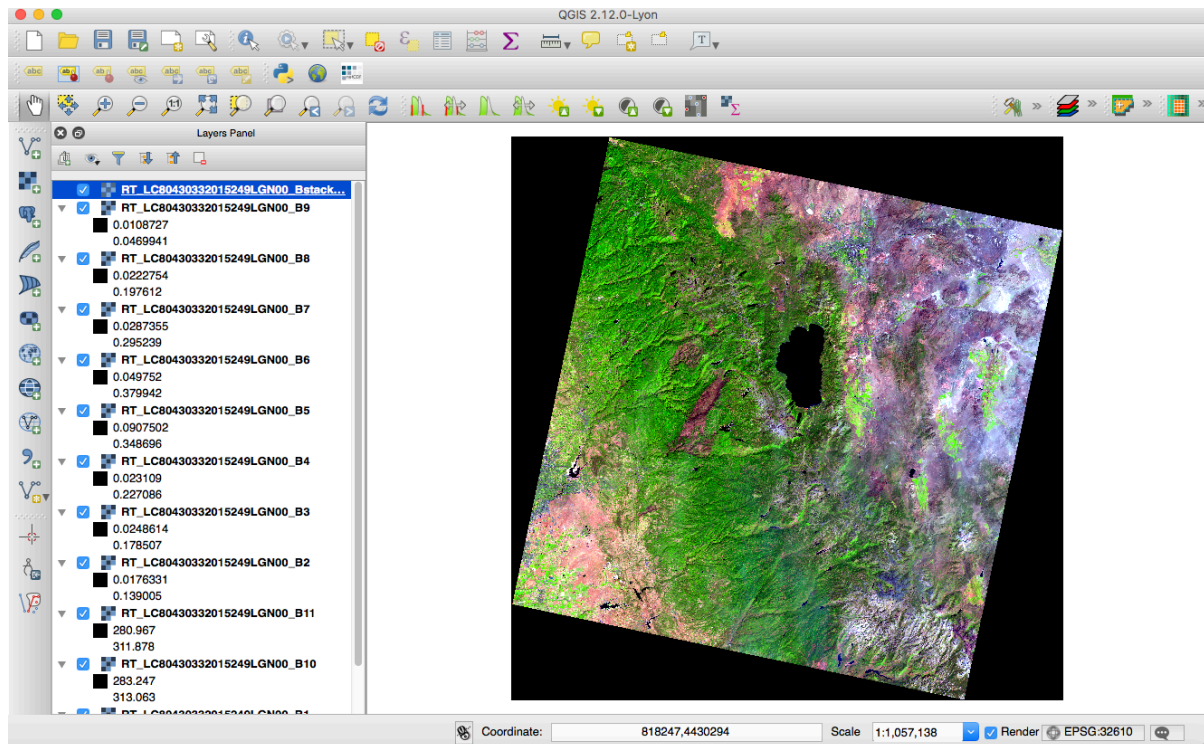 QGIS 2.12.0-Lyon
Layers Panel
RT_LC80430332015249LGN00_Bstack...
RT_LC80430332015249LGN00_B9
0.0108727
0.0469941
RT_LC80430332015249LGN00_B8
0.0222754
0.197612
RT_LC80430332015249LGN00_B7
0.0287355
0.295239
RT_LC80430332015249LGN00_B6
0.049752
0.379942
RT_LC80430332015249LGN00_B5
0.0907502
0.348696
RT_LC80430332015249LGN00_B4
0.023109
0.227086
RT_LC80430332015249LGN00_B3
0.0248614
0.178507
RT_LC80430332015249LGN00_B2
0.0176331
0.139005
RT_LC80430332015249LGN00_B11
280.967
311.878
RT_LC80430332015249LGN00_B10
283.247
313.063
RT_LC80430332015249LGN00_B1
Coordinate: 818247,4430294 Scale 1:1,057,138 Render EPSG:32610